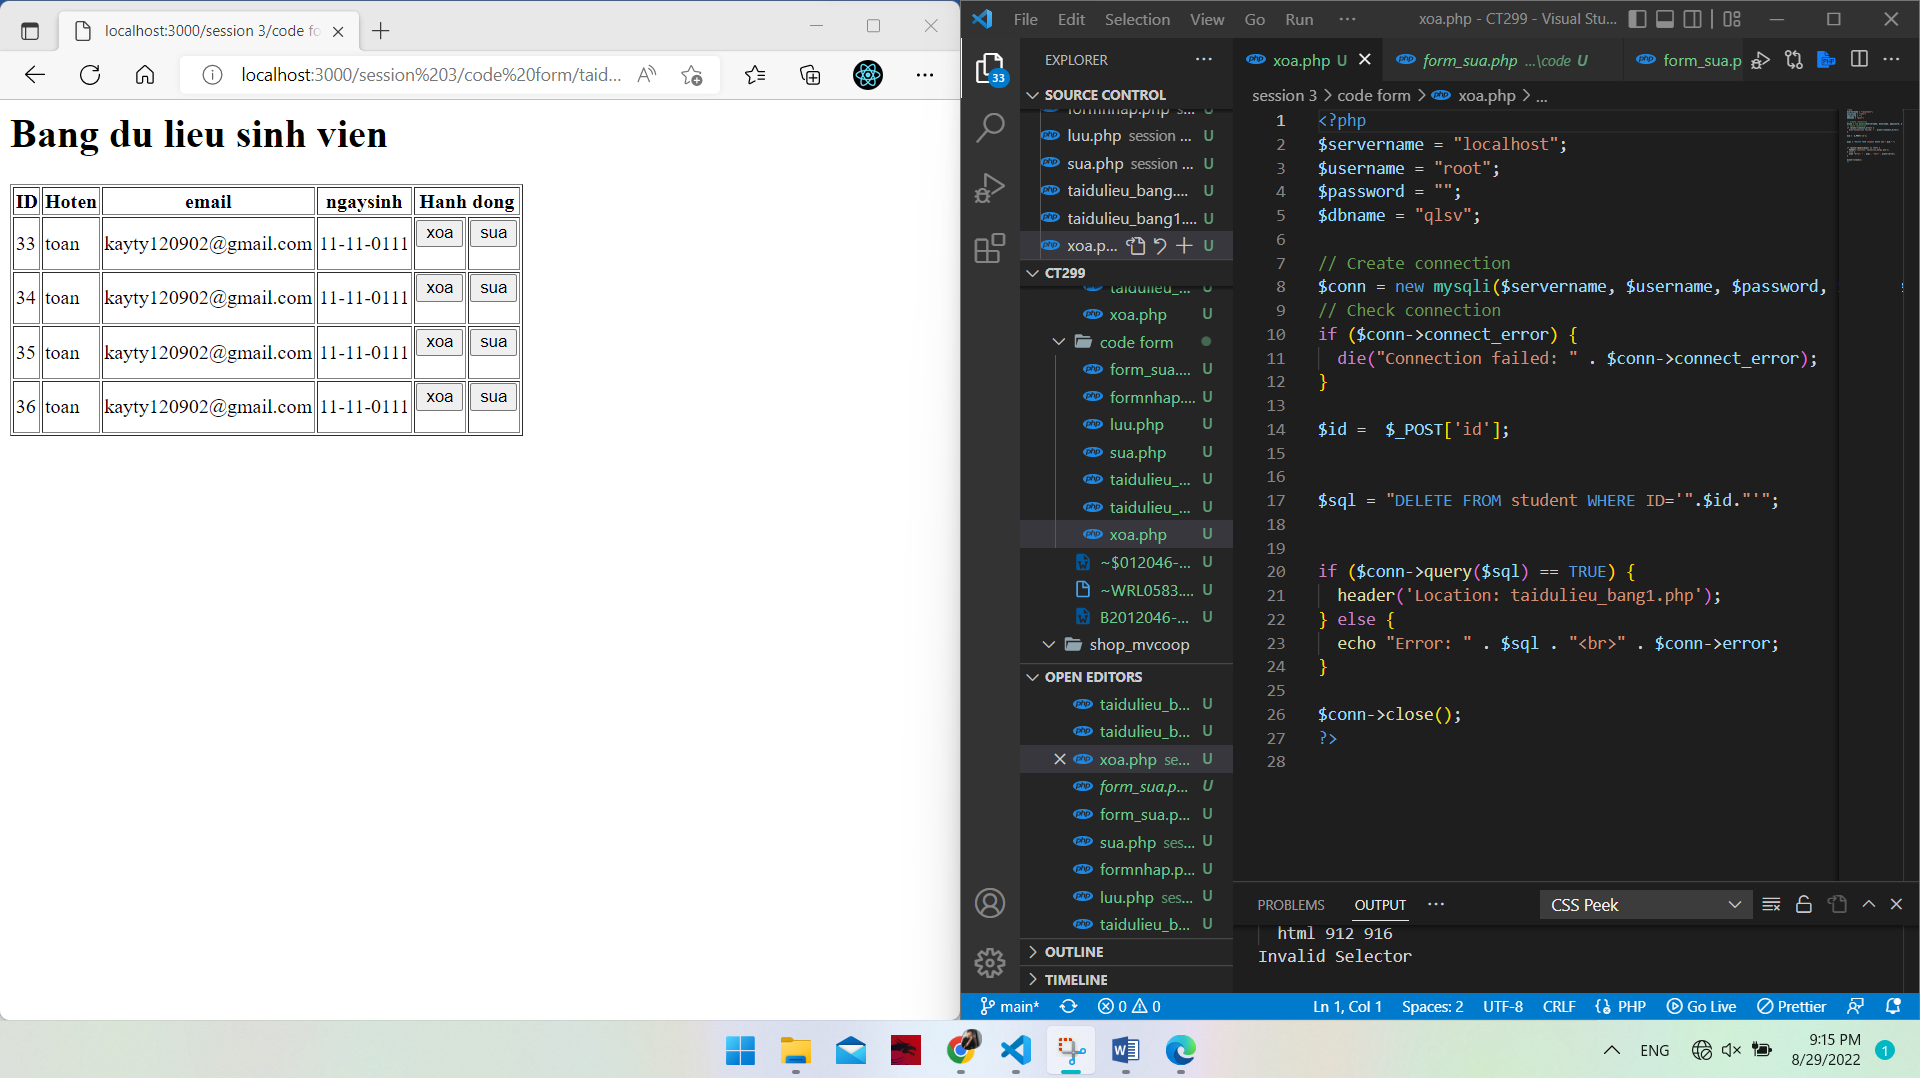 localhost:3000/session 3/code fo
localhost:3000/session%203/code%20form/taid...
Bang du lieu sinh vien
ID Hoten email ngaysinh Hanh dong
33 toan kayty120902@gmail.com 11-11-0111 xoa sua
34 toan kayty120902@gmail.com 11-11-0111 xoa sua
35 toan kayty120902@gmail.com 11-11-0111 xoa sua
36 toan kayty120902@gmail.com 11-11-0111 xoa sua
File Edit Selection View Go Run ... xoa.php - CT299 - Visual Stu...
33
EXPLORER
SOURCE CONTROL
formnhap.php s... U
luu.php session ... U
sua.php session ... U
taidulieu_bang.... U
taidulieu_bang1.... U
xoa.p... U
CT299
taidulieu_... U
xoa.php U
code form
form_sua.... U
formnhap.... U
luu.php U
sua.php U
taidulieu_... U
taidulieu_... U
xoa.php U
~$012046-... U
~WRL0583.... U
B2012046-... U
shop_mvcoop
OPEN EDITORS
taidulieu_b... U
taidulieu_b... U
xoa.php se... U
form_sua.p... U
form_sua.p... U
sua.php ses... U
formnhap.p... U
luu.php ses... U
taidulieu_b... U
OUTLINE
TIMELINE
xoa.php U form_sua.php ...\code U form_sua.p
session 3 > code form > xoa.php > ...
1 <?php
2 $servername = "localhost";
3 $username = "root";
4 $password = "";
5 $dbname = "qlsv";
6
7 // Create connection
8 $conn = new mysqli($servername, $username, $password, $
9 // Check connection
10 if ($conn->connect_error) {
11 die("Connection failed: " . $conn->connect_error);
12 }
13
14 $id =  $_POST['id'];
15
16
17 $sql = "DELETE FROM student WHERE ID='".$id."'";
18
19
20 if ($conn->query($sql) == TRUE) {
21 header('Location: taidulieu_bang1.php');
22 } else {
23 echo "Error: " . $sql . "<br>" . $conn->error;
24 }
25
26 $conn->close();
27 ?>
28
PROBLEMS OUTPUT ... CSS Peek
html 912 916
Invalid Selector
main* 0 0 Ln 1, Col 1 Spaces: 2 UTF-8 CRLF PHP Go Live Prettier
ENG 9:15 PM
8/29/2022 1